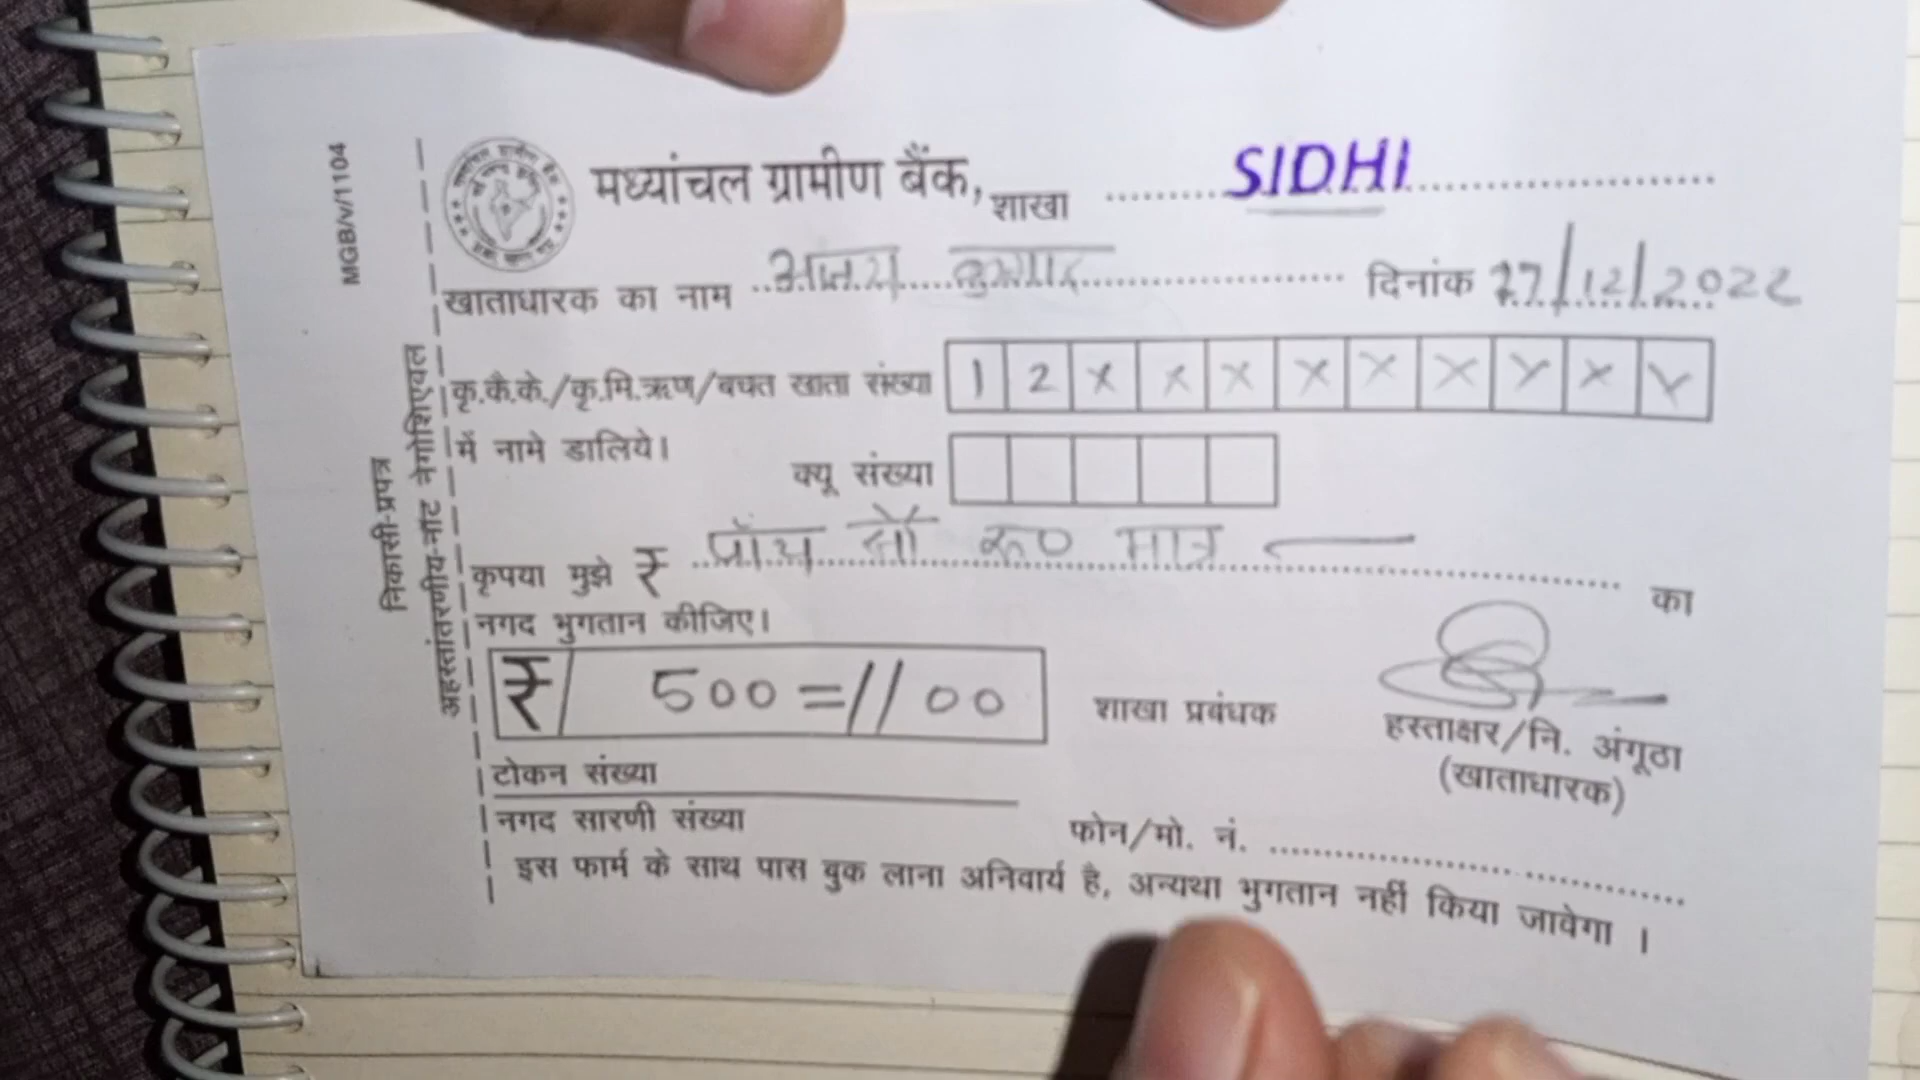 MGB/v/1104
निकासी-प्रपत्र
अहस्तांतरणीय-नॉट नेगोशिएबल
मध्यांचल ग्रामीण बैंक, शाखा SIDHI
खाताधारक का नाम अजय कुमार दिनांक 27/12/2022
कृ.कै.के./कृ.मि.ऋण/बचत खाता संख्या 1 2 x x x x x x x x x
में नामे डालिये।
क्यू संख्या
कृपया मुझे ₹ पाँच सौ रू० मात्र का
नगद भुगतान कीजिए।
₹ 500=//00
शाखा प्रबंधक हस्ताक्षर/नि. अंगूठा
(खाताधारक)
टोकन संख्या
नगद सारणी संख्या
फोन/मो. नं.
इस फार्म के साथ पास बुक लाना अनिवार्य है, अन्यथा भुगतान नहीं किया जावेगा ।